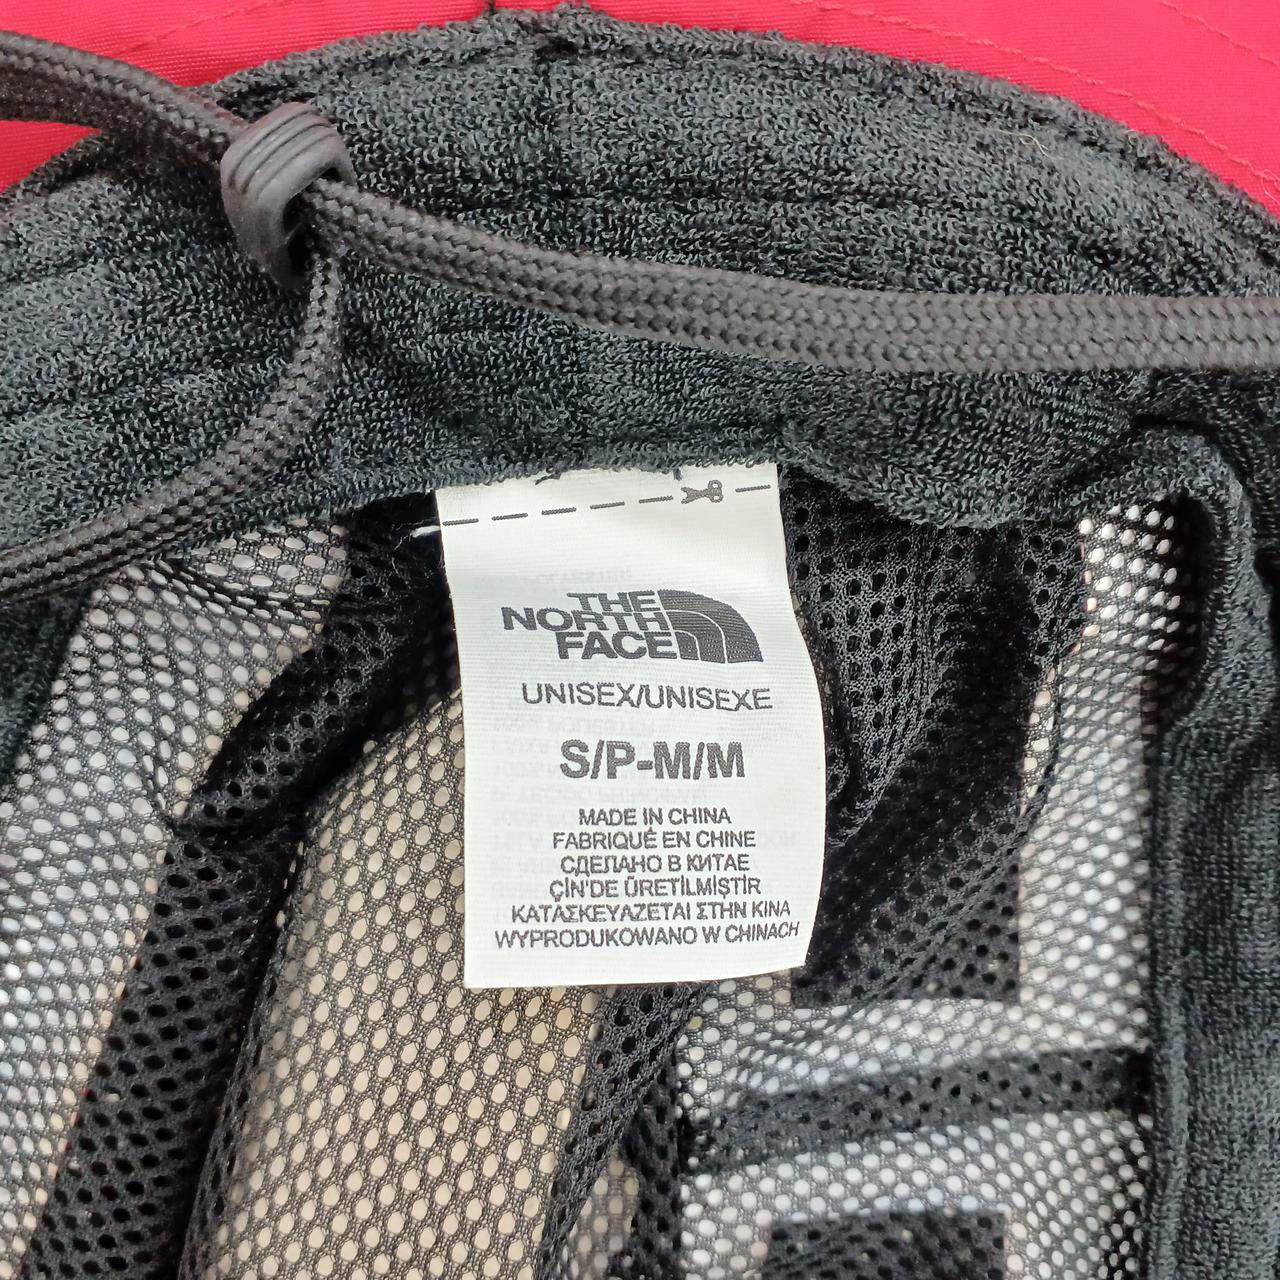 THE
NORTH
FACE
UNISEX/UNISEXE
S/P-M/M
MADE IN CHINA
FABRIQUÉ EN CHINE
СДЕЛАНО В КИТАЕ
ÇİN'DE ÜRETİLMİŞTİR
ΚΑΤΑΣΚΕΥΑΖΕΤΑΙ ΣΤΗΝ ΚΙΝΑ
WYPRODUKOWANO W CHINACH